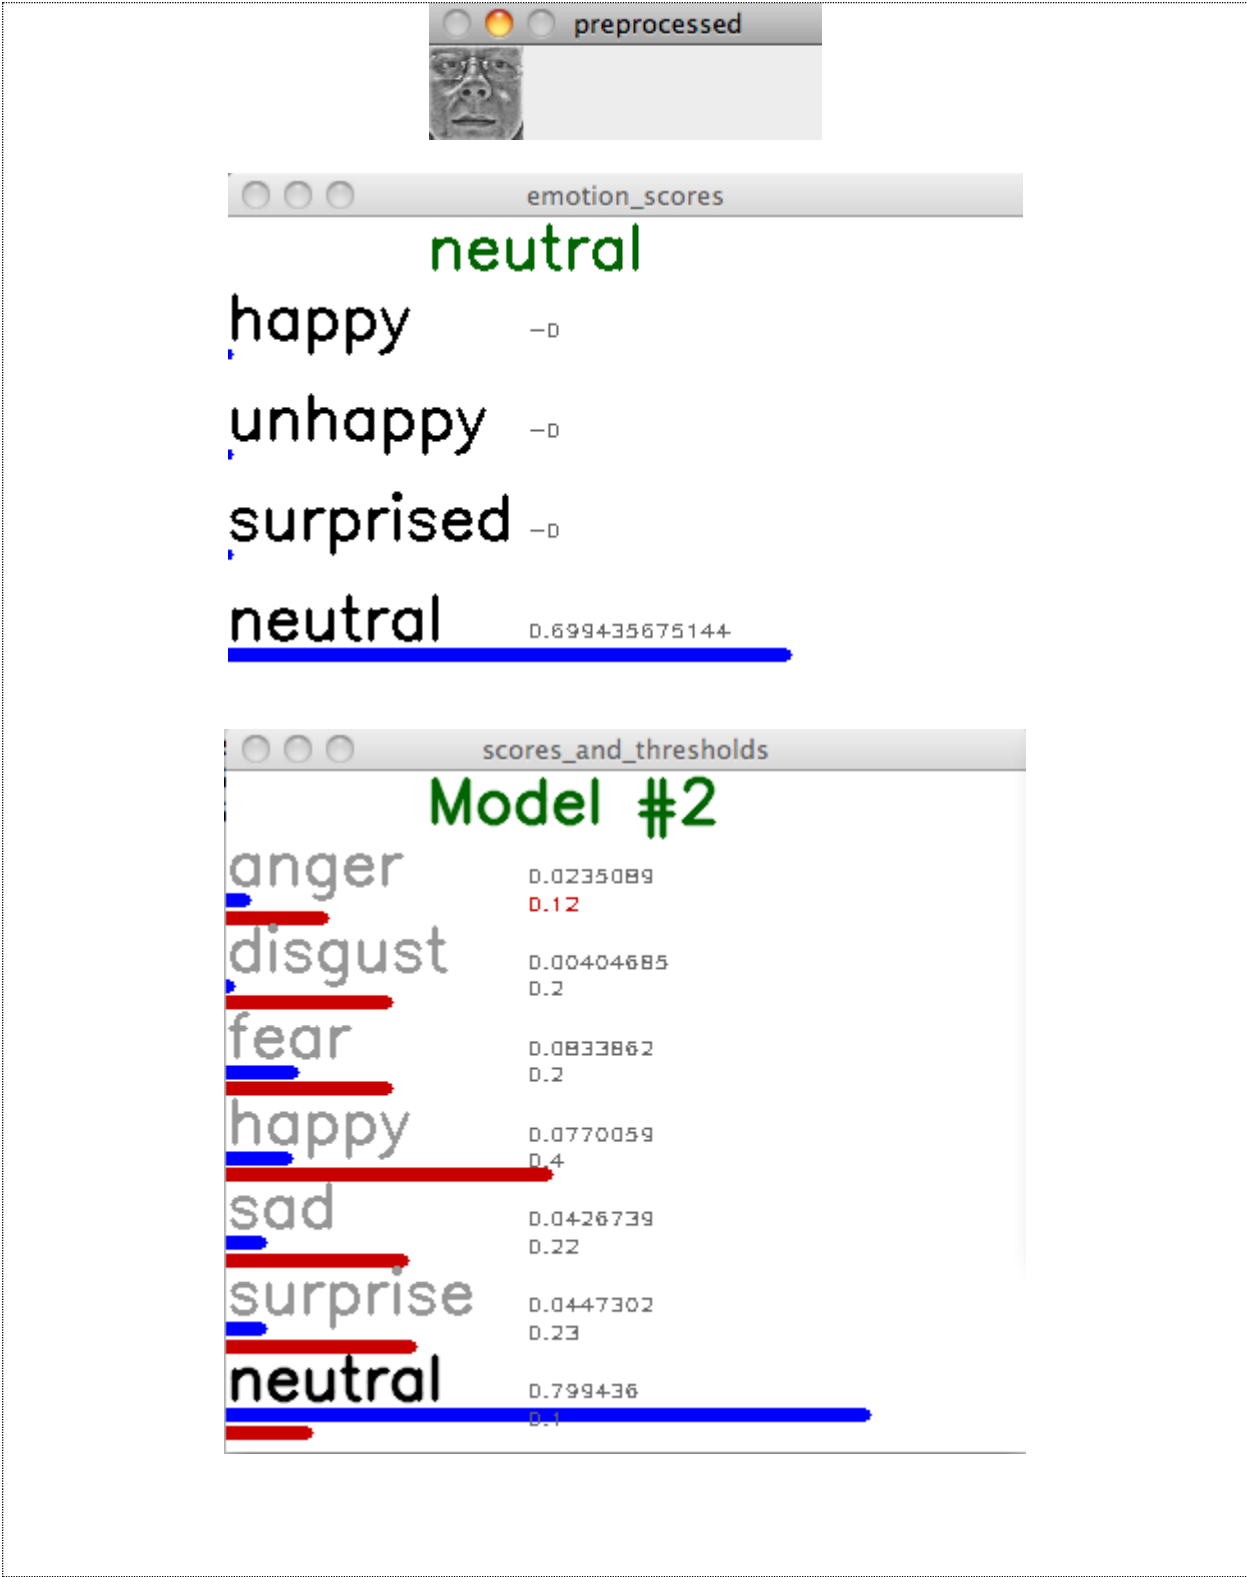 preprocessed
emotion_scores
neutral
happy -0
unhappy -0
surprised -0
neutral 0.699435675144
scores_and_thresholds
Model #2
anger 0.0235089
0.12
disgust 0.00404685
0.2
fear 0.0833862
0.2
happy 0.0770059
0.4
sad 0.0426739
0.22
surprise 0.0447302
0.23
neutral 0.799436
0.1